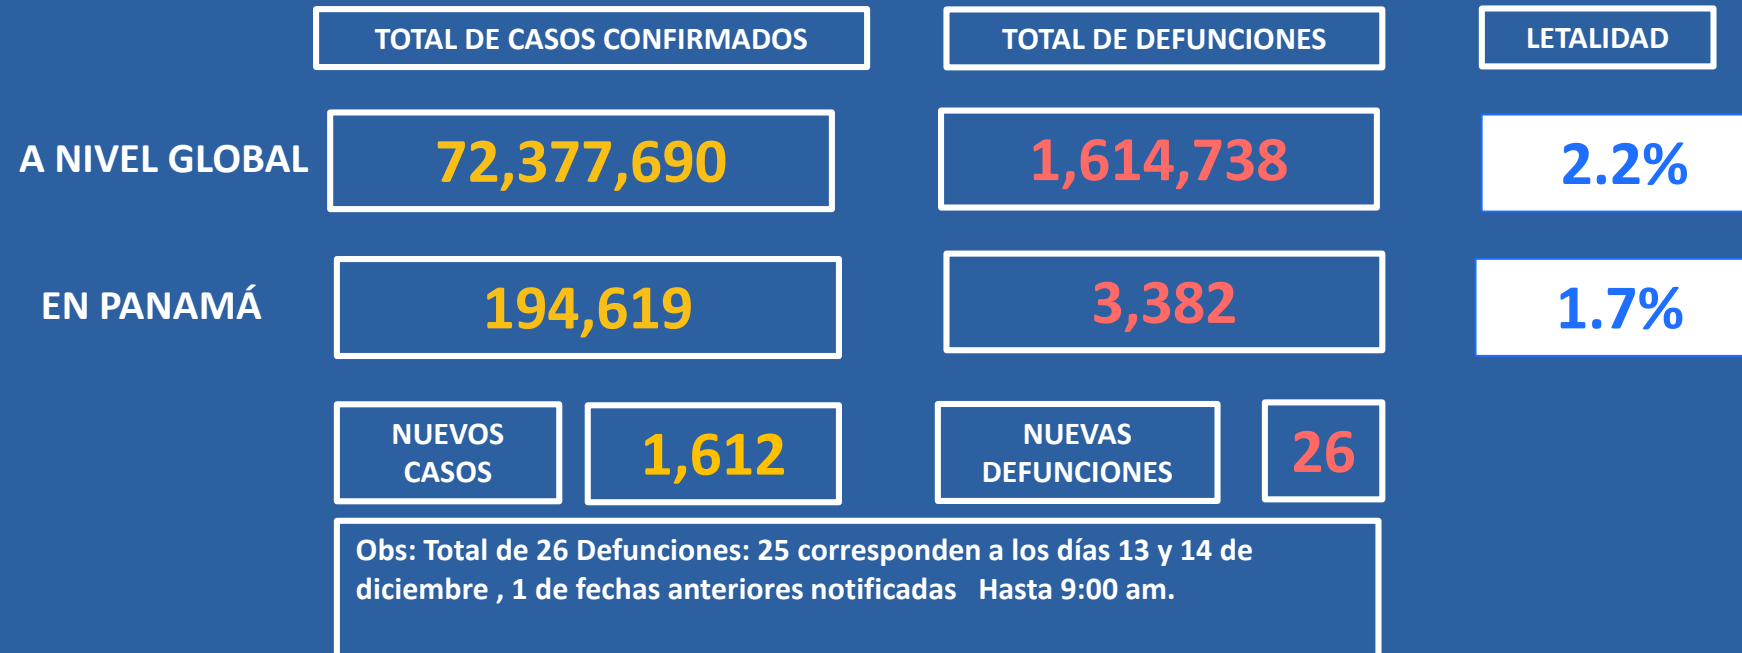 TOTAL DE CASOS CONFIRMADOS
TOTAL DE DEFUNCIONES
LETALIDAD
A NIVEL GLOBAL
72,377,690
1,614,738
2.2%
EN PANAMÁ
194,619
3,382
1.7%
NUEVOS
CASOS
1,612
NUEVAS
DEFUNCIONES
26
Obs: Total de 26 Defunciones: 25 corresponden a los días 13 y 14 de
diciembre , 1 de fechas anteriores notificadas   Hasta 9:00 am.